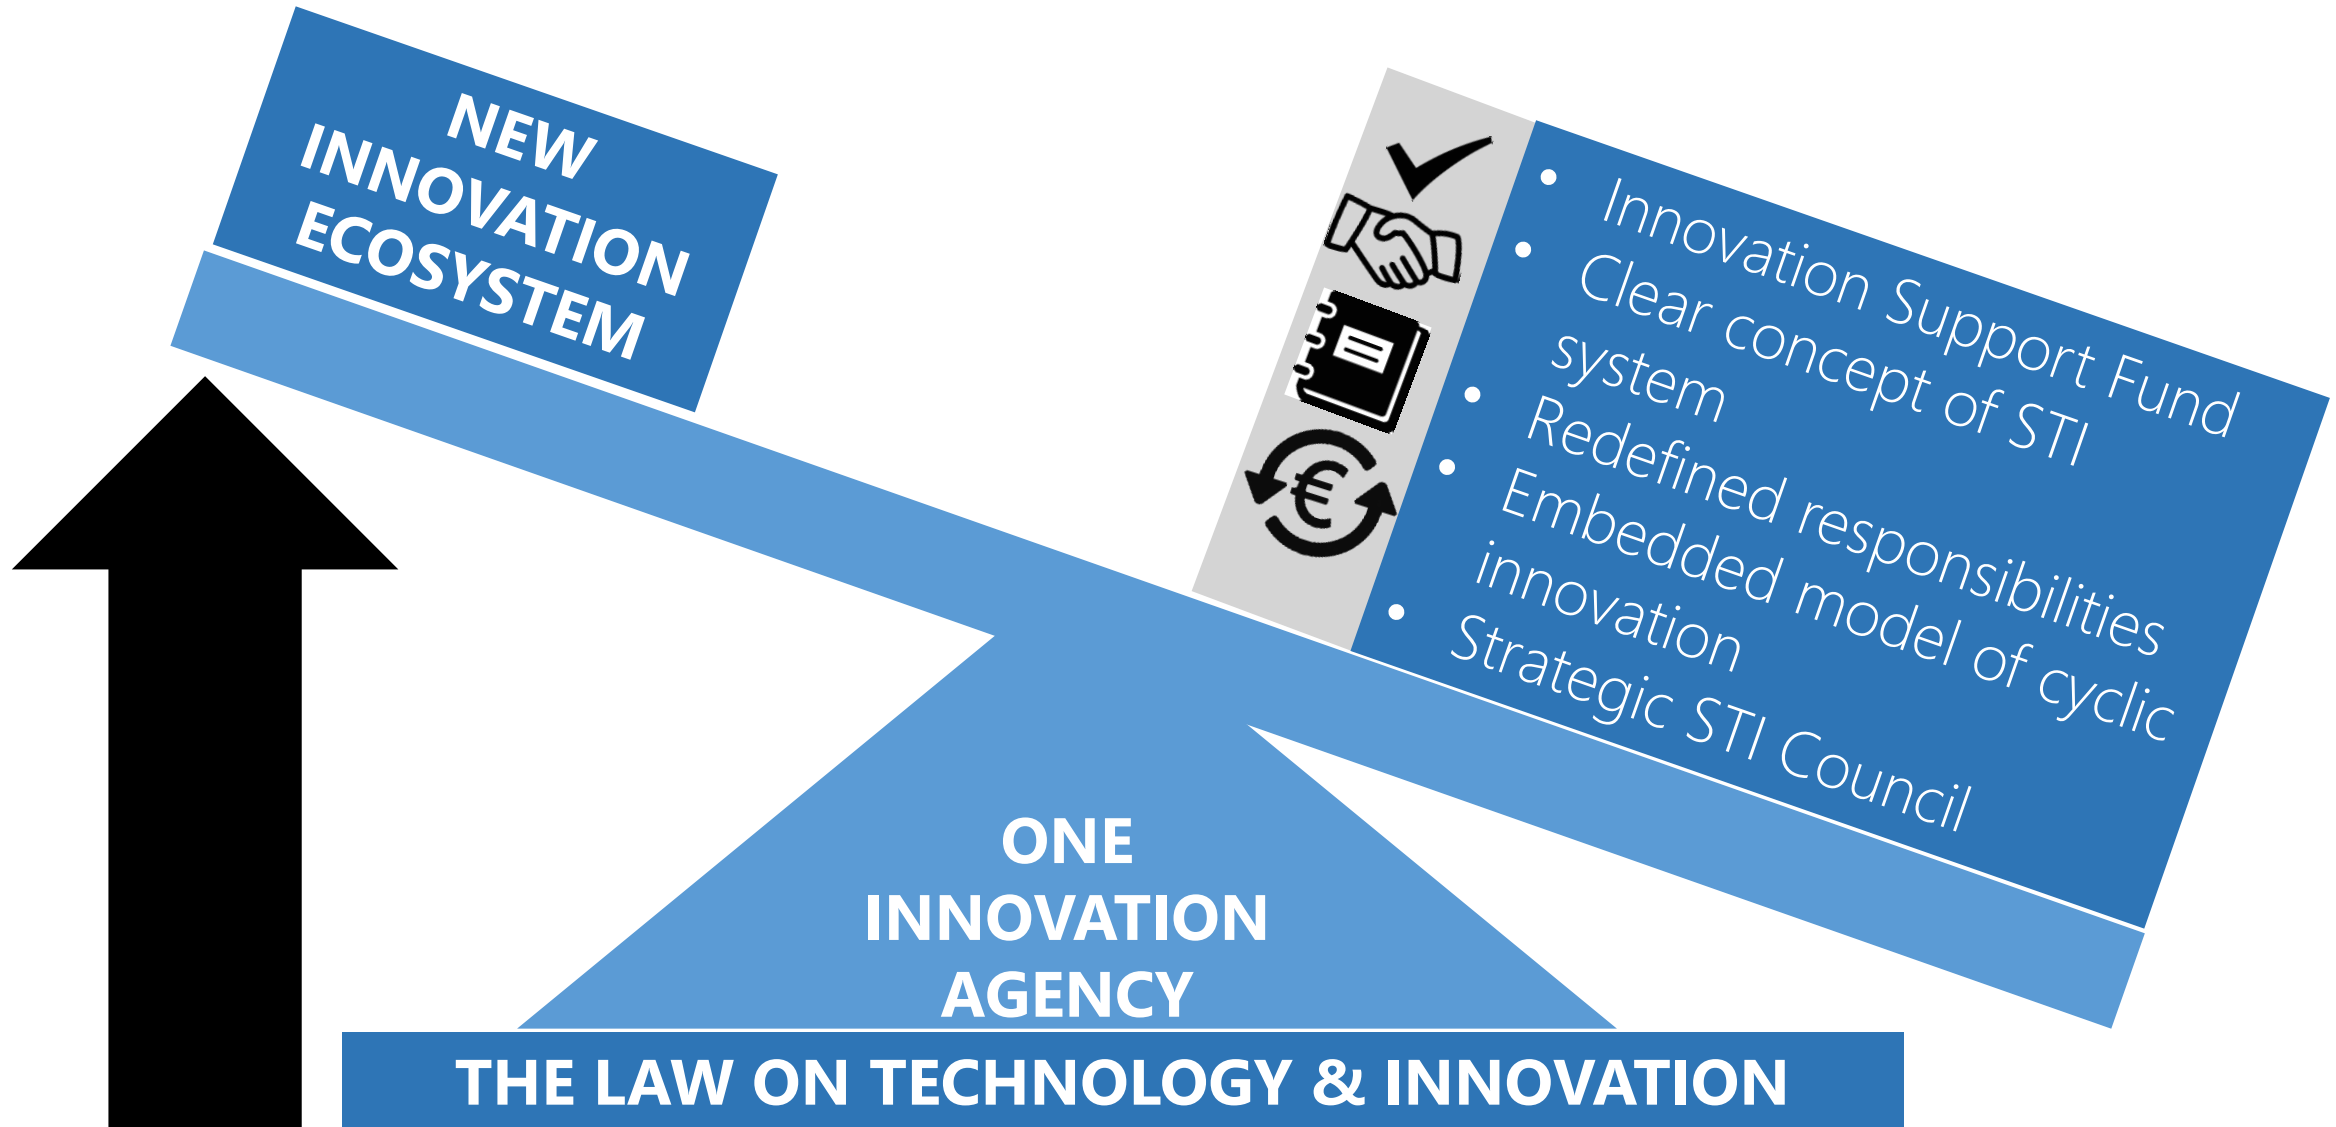 NEW
INNOVATION
ECOSYSTEM
• Innovation Support Fund
• Clear concept of STI
system
• Redefined responsibilities
• Embedded model of cyclic
innovation
• Strategic STI Council
€
ONE
INNOVATION
AGENCY
THE LAW ON TECHNOLOGY & INNOVATION